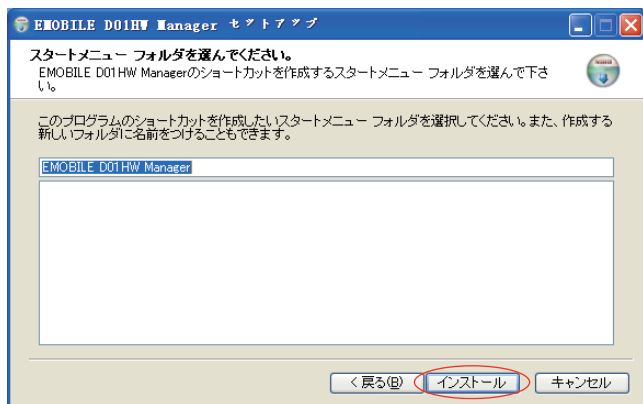 EMOBILE D01HW Manager セットアップ
スタートメニュー フォルダを選んでください。
EMOBILE D01HW Managerのショートカットを作成するスタートメニュー フォルダを選んで下さ
い。
このプログラムのショートカットを作成したいスタートメニュー フォルダを選択してください。また、作成する
新しいフォルダに名前をつけることもできます。
EMOBILE D01HW Manager
< 戻る(B)
インストール
キャンセル